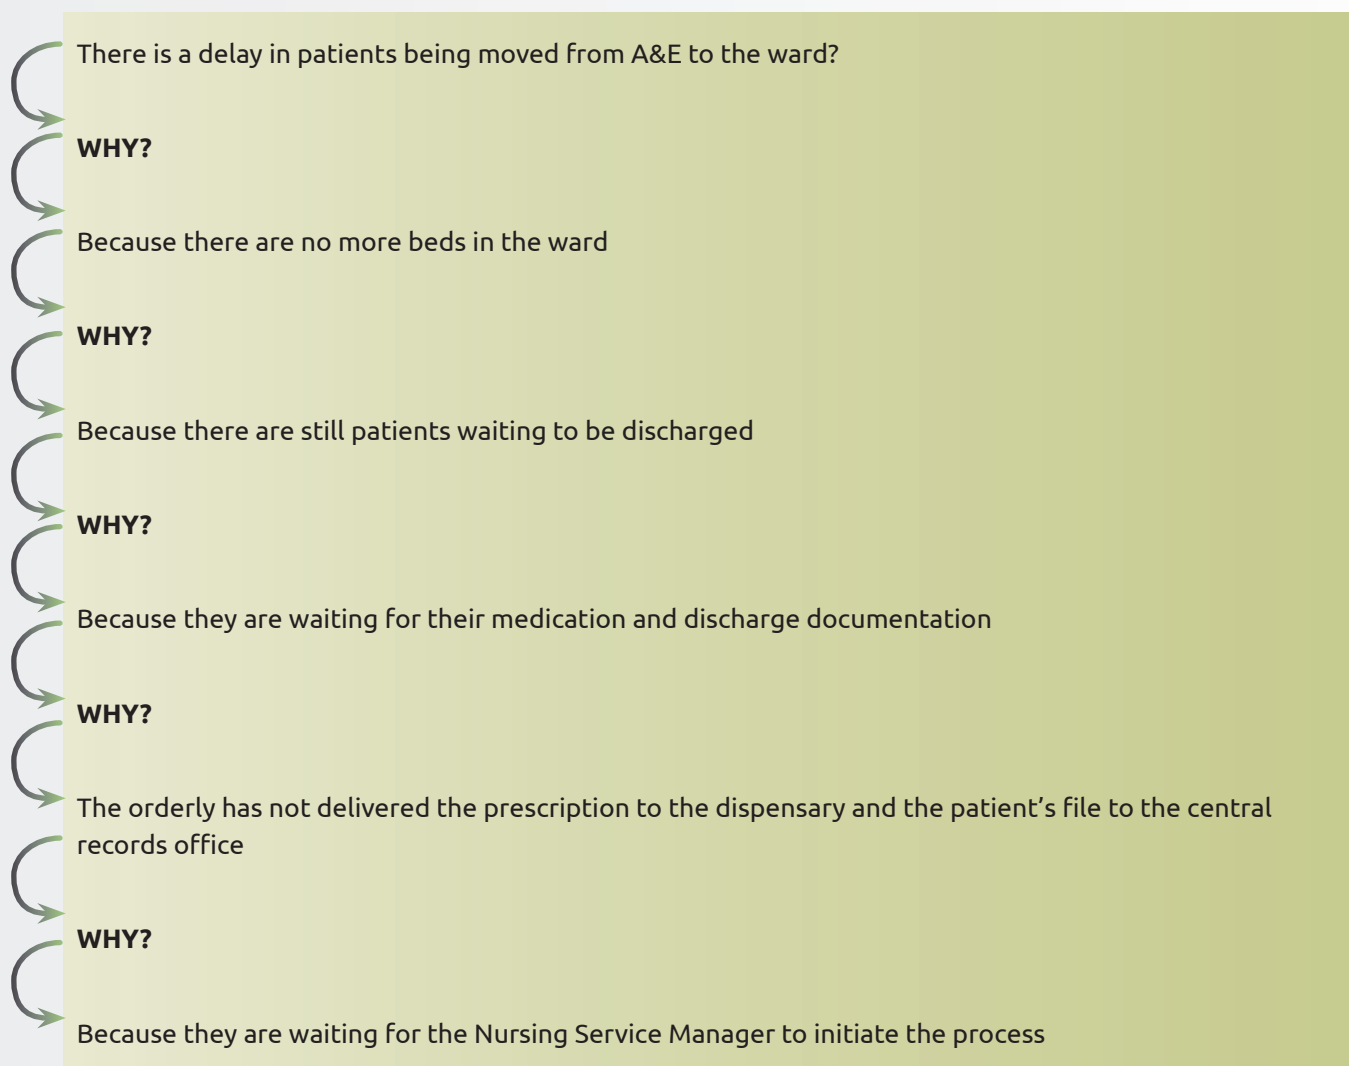 There is a delay in patients being moved from A&E to the ward?
WHY?
Because there are no more beds in the ward
WHY?
Because there are still patients waiting to be discharged
WHY?
Because they are waiting for their medication and discharge documentation
WHY?
The orderly has not delivered the prescription to the dispensary and the patient’s file to the central
records office
WHY?
Because they are waiting for the Nursing Service Manager to initiate the process